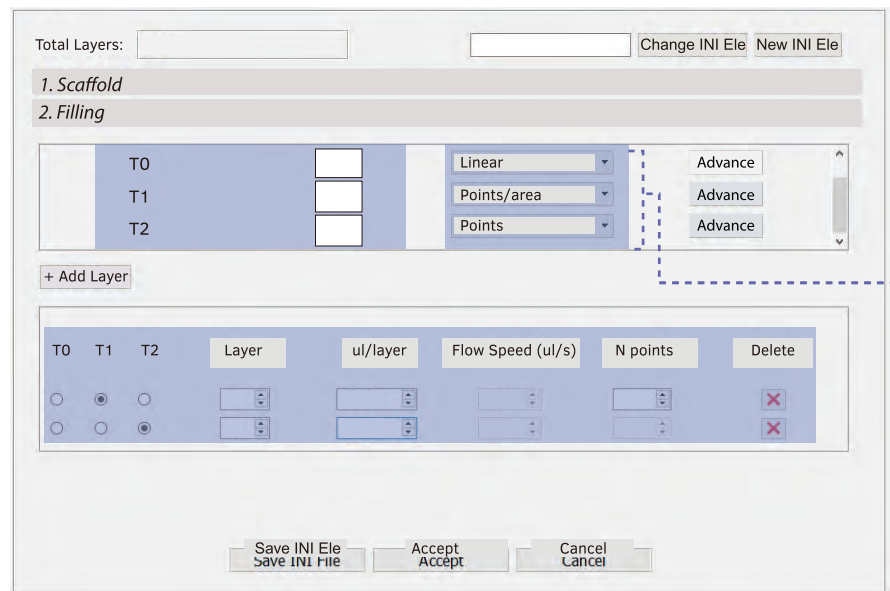 Total Layers:
Change INI Ele New INI Ele
1. Scaffold
2. Filling
T0 Linear Advance
T1 Points/area Advance
T2 Points Advance
+ Add Layer
T0 T1 T2 Layer ul/layer Flow Speed (ul/s) N points Delete
Save INI Ele Accept Cancel
Save INI File Accept Cancel